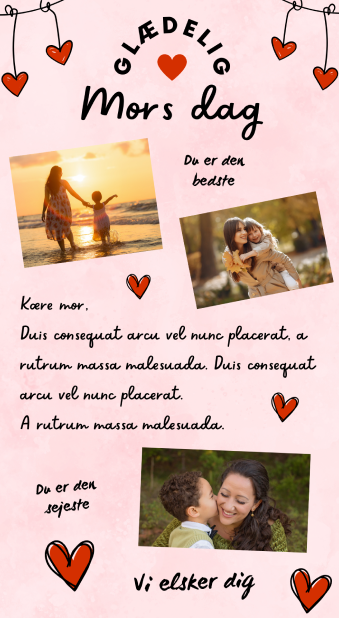 GLÆDELIG
Mors dag
Du er den
bedste
Kære mor,
Duis consequat arcu vel nunc placerat, a
rutrum massa malesuada. Duis consequat
arcu vel nunc placerat.
A rutrum massa malesuada.
Du er den
sejeste
Vi elsker dig